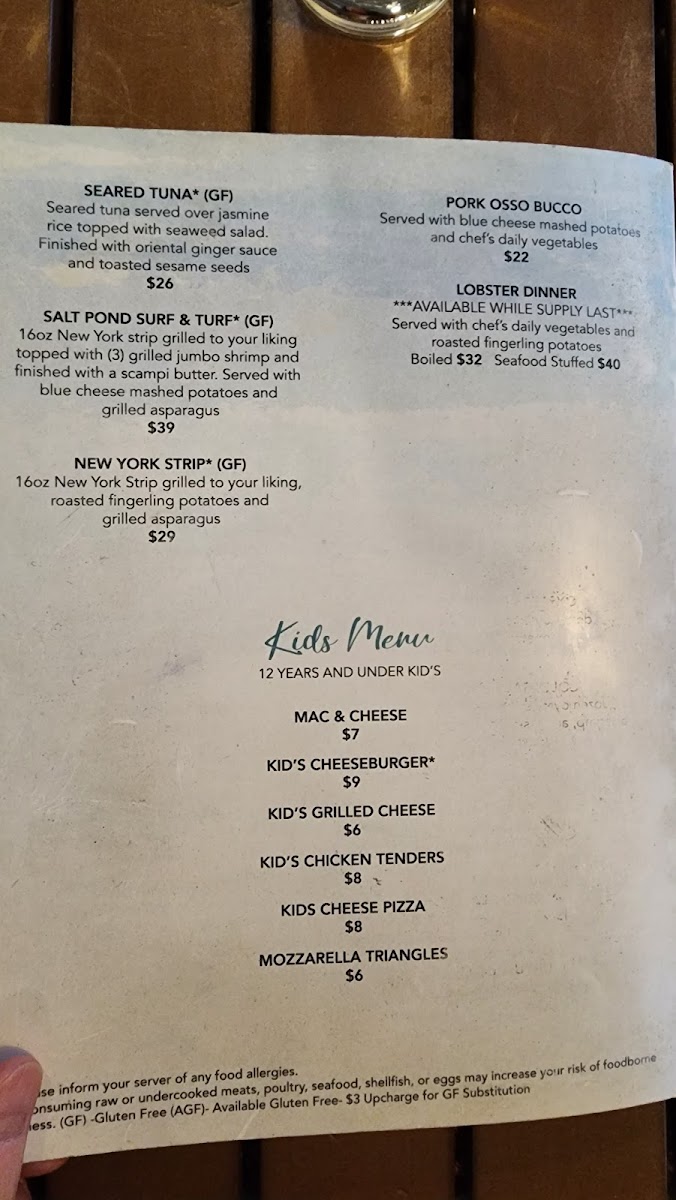 SEARED TUNA* (GF)
Seared tuna served over jasmine
rice topped with seaweed salad.
Finished with oriental ginger sauce
and toasted sesame seeds
$26
SALT POND SURF & TURF* (GF)
16oz New York strip grilled to your liking
topped with (3) grilled jumbo shrimp and
finished with a scampi butter. Served with
blue cheese mashed potatoes and
grilled asparagus
$39
NEW YORK STRIP* (GF)
16oz New York Strip grilled to your liking,
roasted fingerling potatoes and
grilled asparagus
$29
PORK OSSO BUCCO
Served with blue cheese mashed potatoes
and chef's daily vegetables
$22
LOBSTER DINNER
***AVAILABLE WHILE SUPPLY LAST***
Served with chef's daily vegetables and
roasted fingerling potatoes
Boiled $32 Seafood Stuffed $40
Kids Menu
12 YEARS AND UNDER KID'S
MAC & CHEESE
$7
KID'S CHEESEBURGER*
$9
KID'S GRILLED CHEESE
$6
KID'S CHICKEN TENDERS
$8
KIDS CHEESE PIZZA
$8
MOZZARELLA TRIANGLES
$6
inform your server of any food allergies.
raw or undercooked meats, poultry, seafood, shellfish, or eggs may increase your risk of foodborne
(GF) -Gluten Free (AGF)- Available Gluten Free- $3 Upcharge for GF Substitution